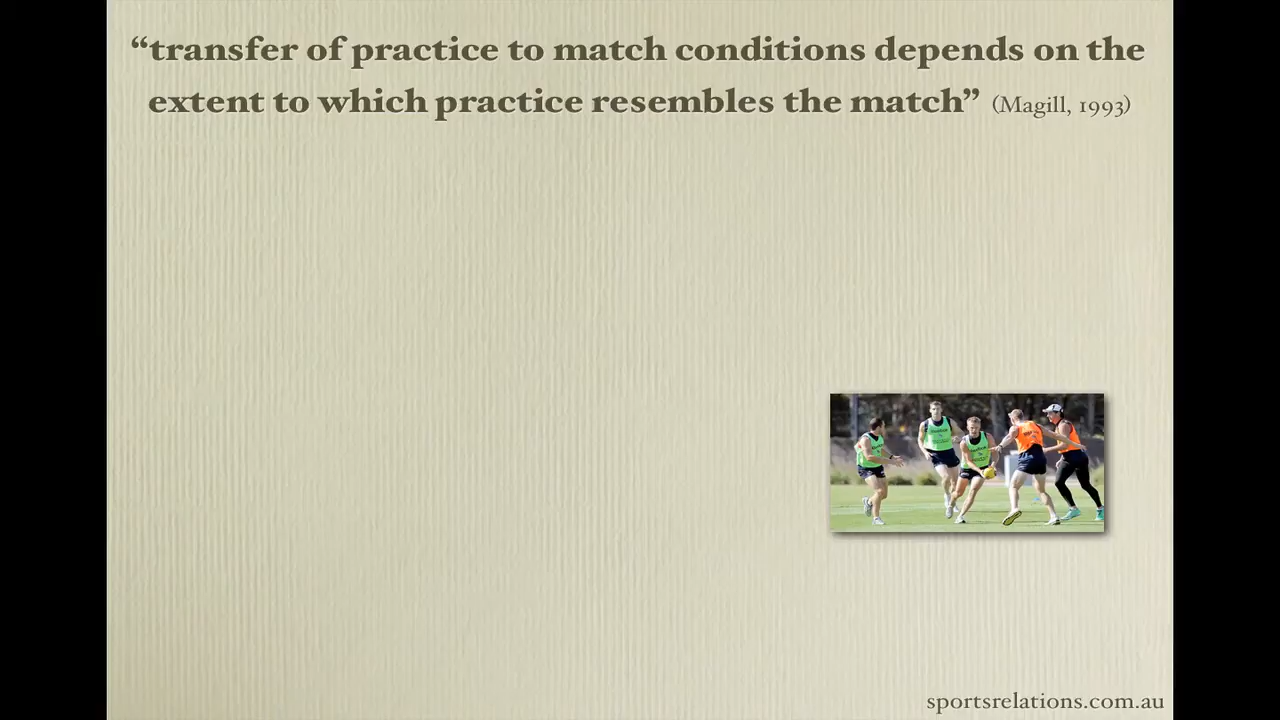 “transfer of practice to match conditions depends on the
extent to which practice resembles the match” (Magill, 1993)
sportsrelations.com.au